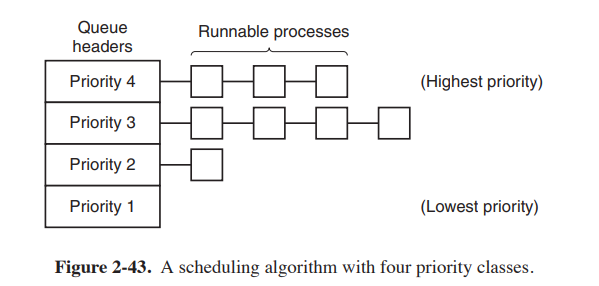 Queue
headers
Runnable processes
Priority 4
(Highest priority)
Priority 3
Priority 2
Priority 1
(Lowest priority)
Figure 2-43. A scheduling algorithm with four priority classes.